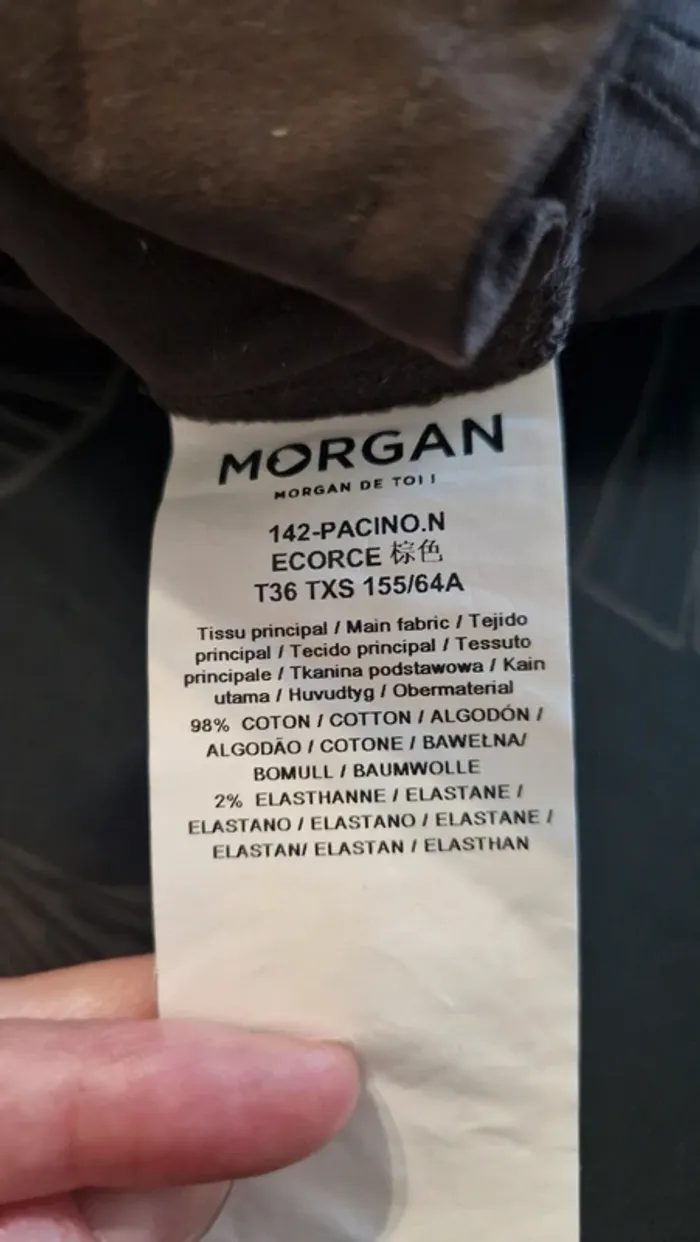 MORGAN
MORGAN DE TOI !
142-PACINO.N
ECORCE 棕色
T36 TXS 155/64A
Tissu principal / Main fabric / Tejido
principal / Tecido principal / Tessuto
principale / Tkanina podstawowa / Kain
utama / Huvudtyg / Obermaterial
98% COTON / COTTON / ALGODÓN /
ALGODÃO / COTONE / BAWEŁNA/
BOMULL / BAUMWOLLE
2% ELASTHANNE / ELASTANE /
ELASTANO / ELASTANO / ELASTANE /
ELASTAN/ ELASTAN / ELASTHAN